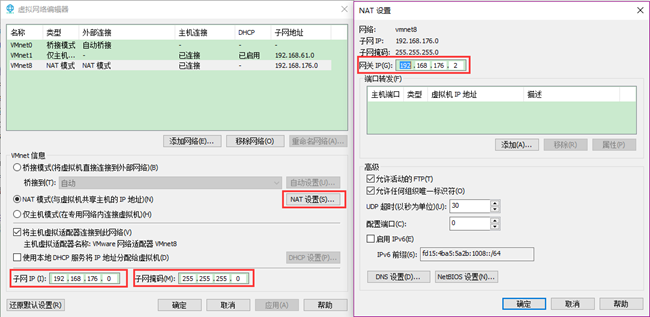 虚拟网络编辑器
名称 类型 外部连接 主机连接 DHCP 子网地址
VMnet0 桥接模式 自动桥接 - - -
VMnet1 仅主机... - 已连接 已启用 192.168.61.0
VMnet8 NAT 模式 NAT 模式 已连接 - 192.168.176.0
添加网络(E)... 移除网络(O) 重命名网络(A)...
VMnet 信息
桥接模式(将虚拟机直接连接到外部网络)(B)
桥接到(T): 自动 自动设置(U)...
NAT 模式(与虚拟机共享主机的 IP 地址)(N) NAT 设置(S)...
仅主机模式(在专用网络内连接虚拟机)(H)
将主机虚拟适配器连接到此网络(V)
主机虚拟适配器名称: VMware 网络适配器 VMnet8
使用本地 DHCP 服务将 IP 地址分配给虚拟机(D) DHCP 设置(P)...
子网 IP (I): 192 . 168 . 176 . 0 子网掩码(M): 255 . 255 . 255 . 0
还原默认设置(R) 确定 取消 应用(A) 帮助
NAT 设置
网络: vmnet8
子网 IP: 192.168.176.0
子网掩码: 255.255.255.0
网关 IP(G): 192 . 168 . 176 . 2
端口转发(F)
主机端口 类型 虚拟机 IP 地址 描述
添加(A)... 移除(R) 属性(P)
高级
允许活动的 FTP(T)
允许任何组织唯一标识符(O)
UDP 超时(以秒为单位)(U): 30
配置端口(C): 0
启用 IPv6(E)
IPv6 前缀(6): fd15:4ba5:5a2b:1008::/64
DNS 设置(D)... NetBIOS 设置(N)...
确定 取消 帮助